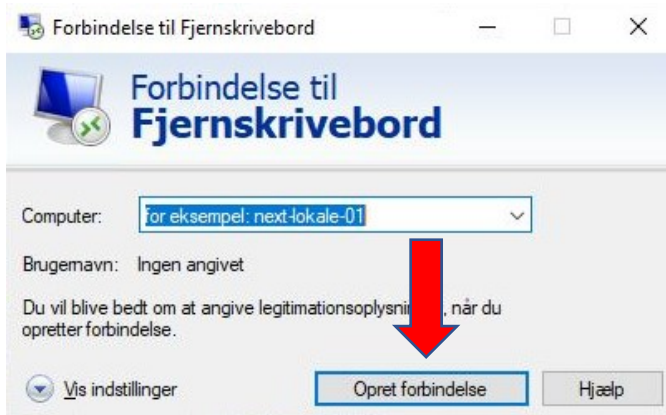 Forbindelse til Fjernskrivebord
Forbindelse til
Fjernskrivebord
Computer: for eksempel: next-lokale-01
Brugernavn: Ingen angivet
Du vil blive bedt om at angive , når du
opretter forbindelse.
Vis indstillinger Opret forbindelse Hjælp